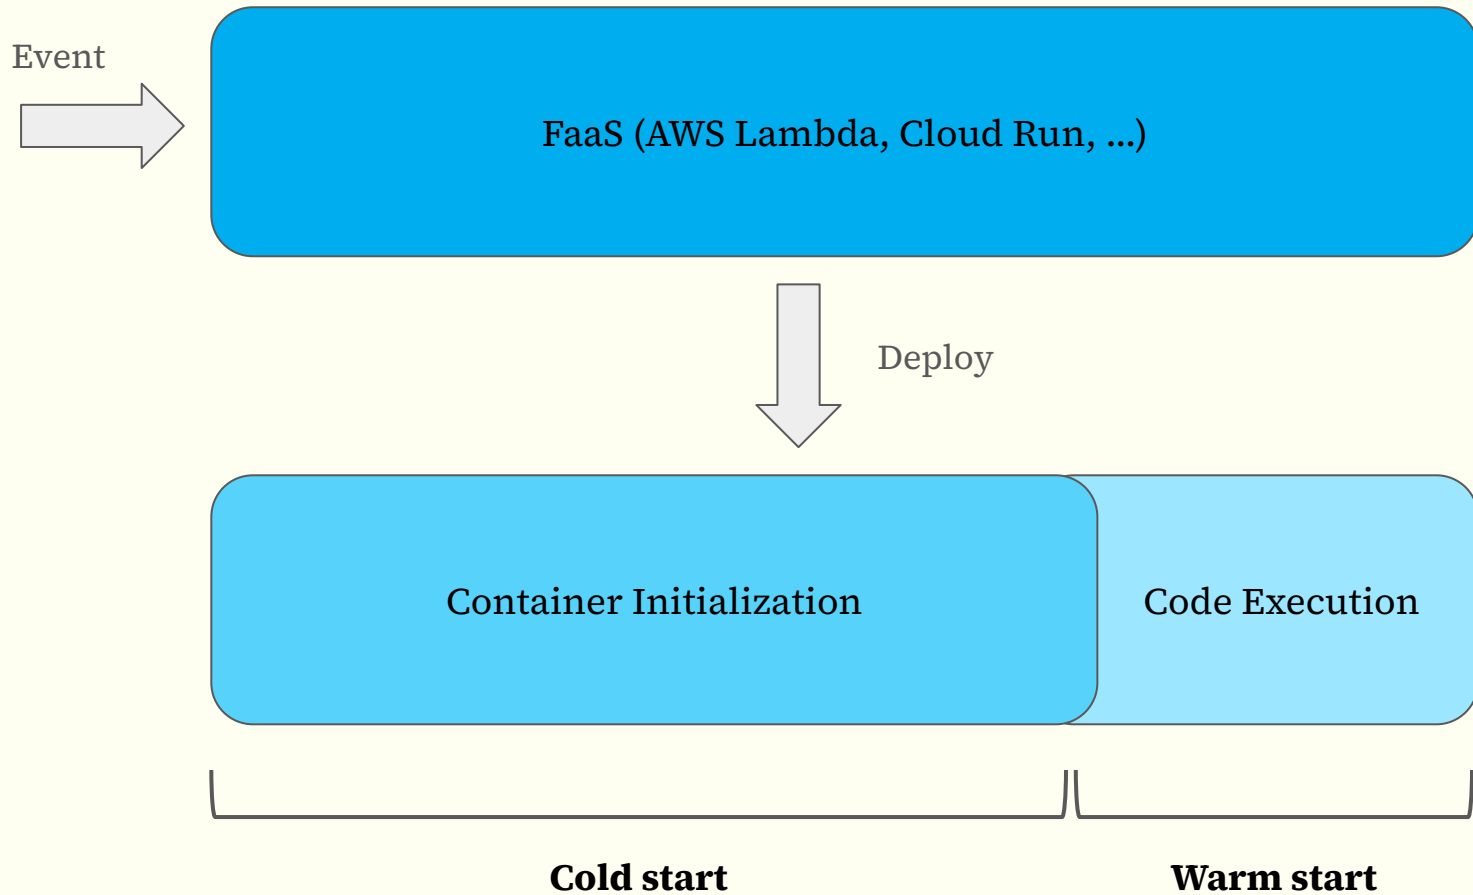 Event
FaaS (AWS Lambda, Cloud Run, ...)
Deploy
Container Initialization
Code Execution
Cold start
Warm start